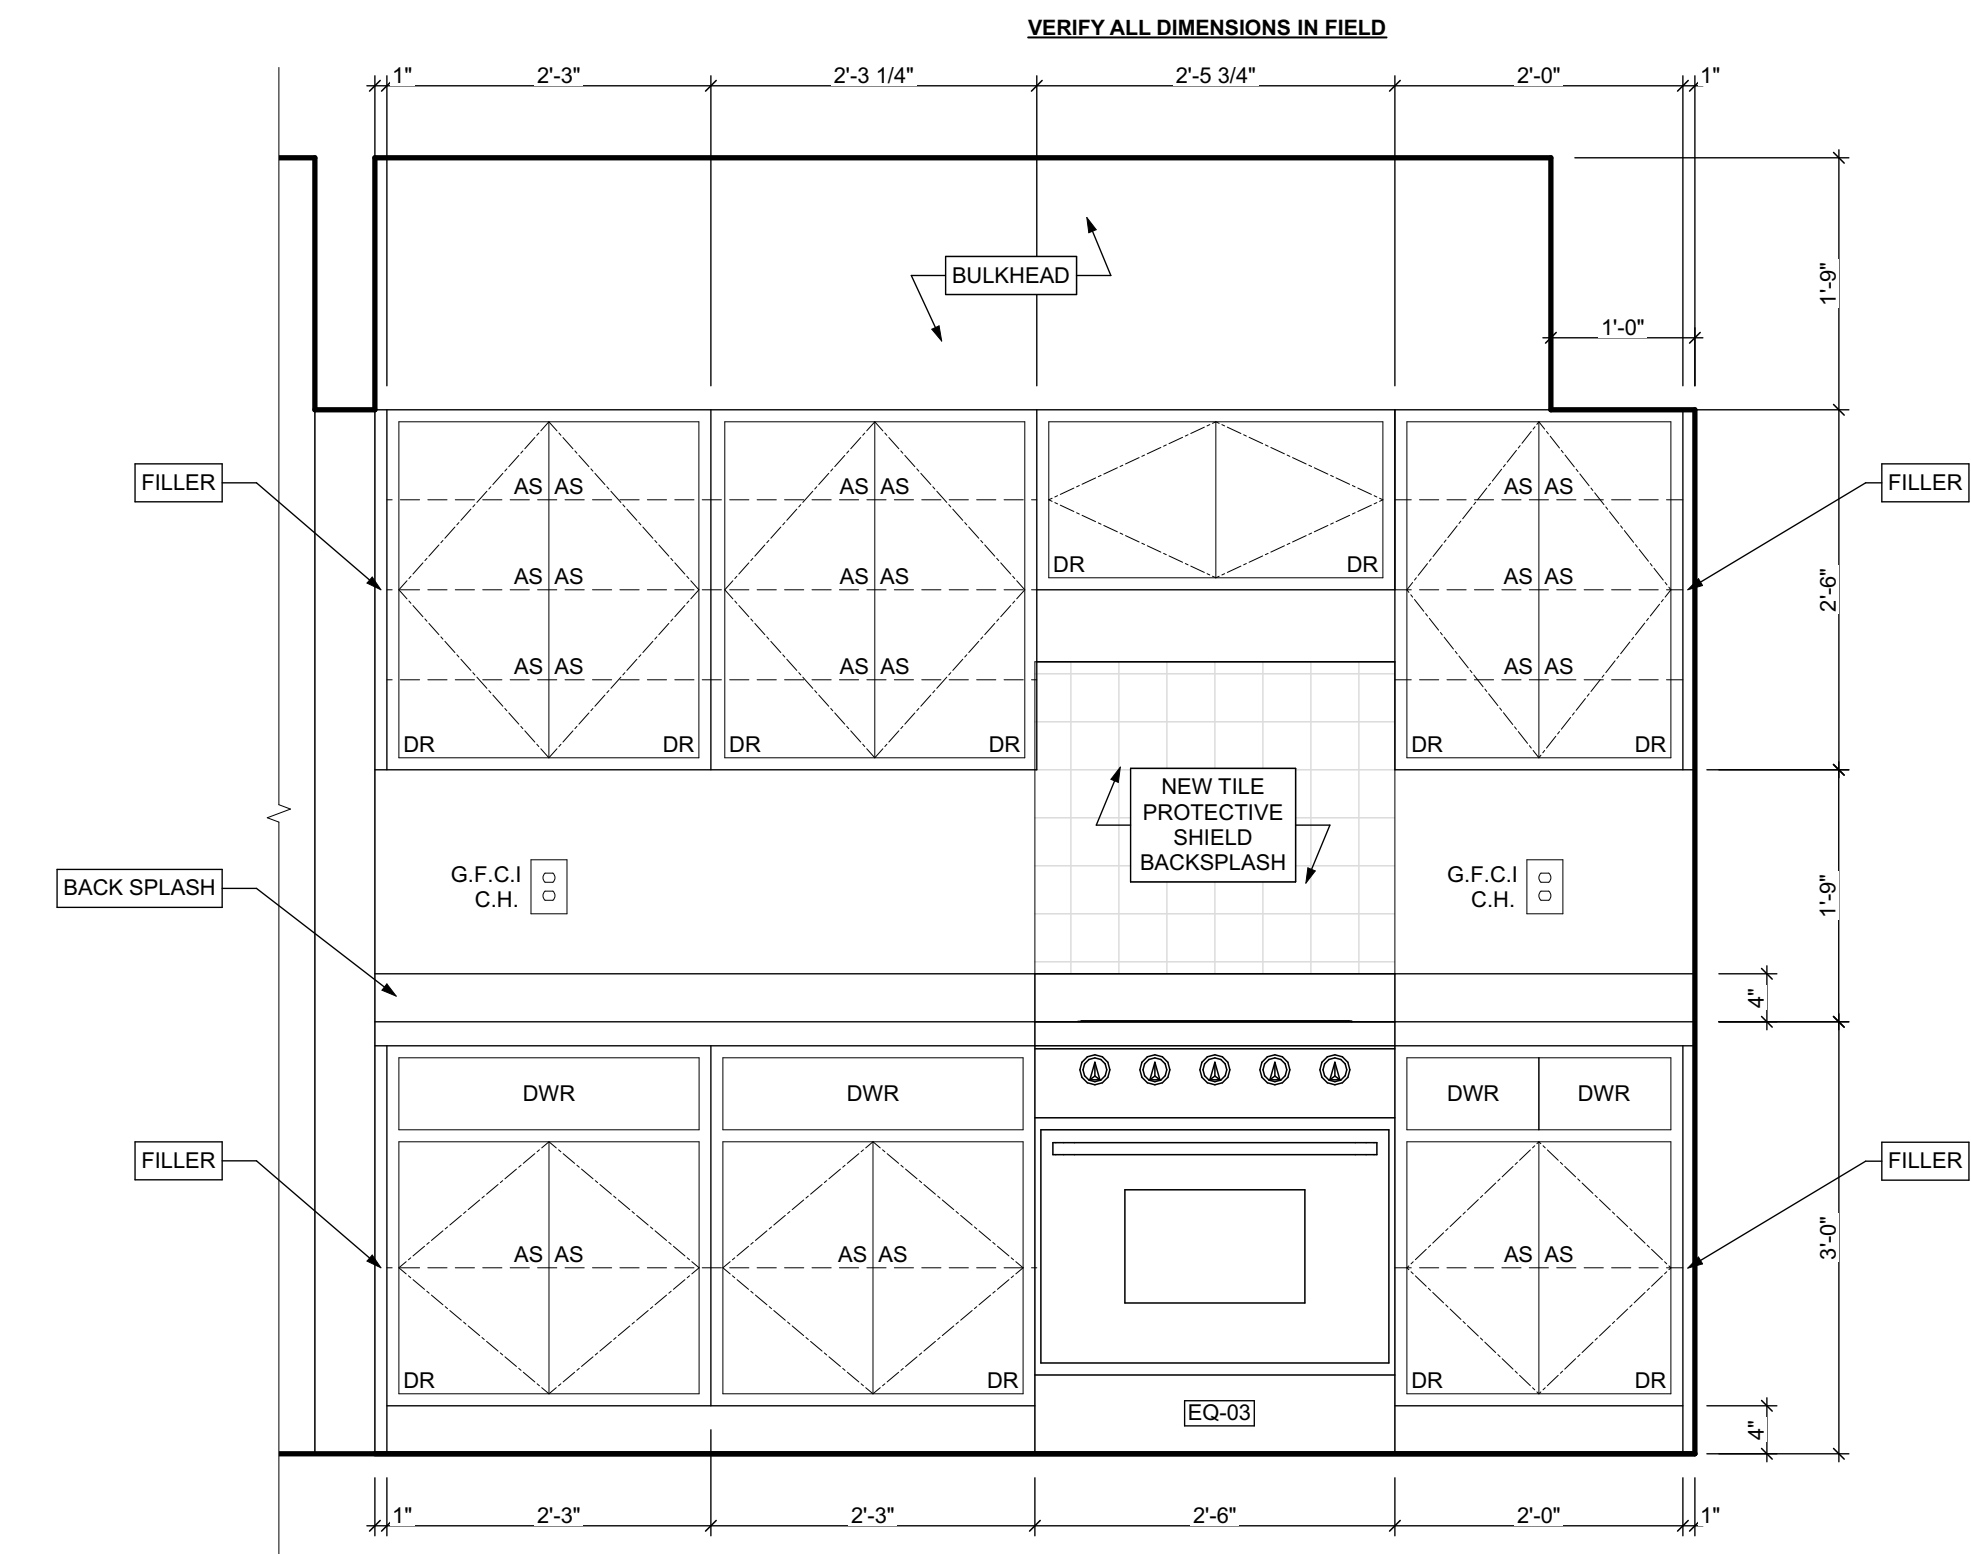 VERIFY ALL DIMENSIONS IN FIELD
1" 2'-3" 2'-3 1/4" 2'-5 3/4" 2'-0" 1"
BULKHEAD
1'-9"
1'-0"
FILLER
FILLER
AS AS AS AS AS AS
DR DR
AS AS AS AS AS AS
2'-6"
AS AS AS AS AS AS
DR DR DR DR DR DR
NEW TILE
PROTECTIVE
SHIELD
BACKSPLASH
G.F.C.I
C.H.
G.F.C.I
C.H.
1'-9"
BACK SPLASH
4"
DWR DWR DWR DWR
FILLER
FILLER
3'-0"
AS AS AS AS AS AS
DR DR DR DR
EQ-03
4"
1" 2'-3" 2'-3" 2'-6" 2'-0" 1"